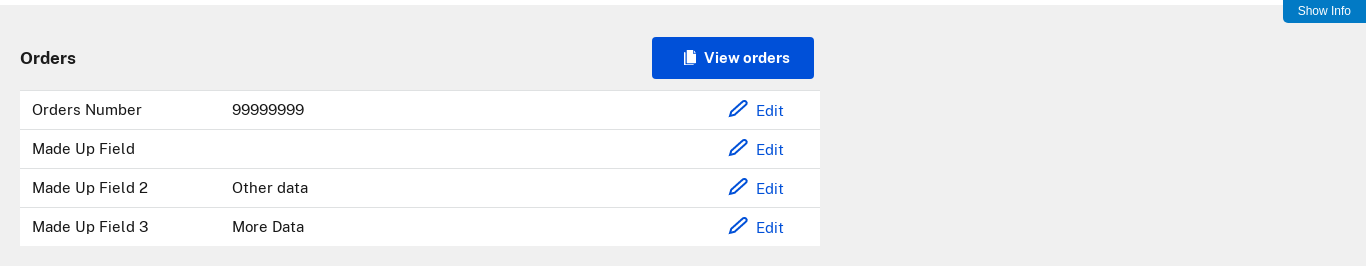 Show Info
Orders
View orders
Orders Number 99999999 Edit
Made Up Field Edit
Made Up Field 2 Other data Edit
Made Up Field 3 More Data Edit